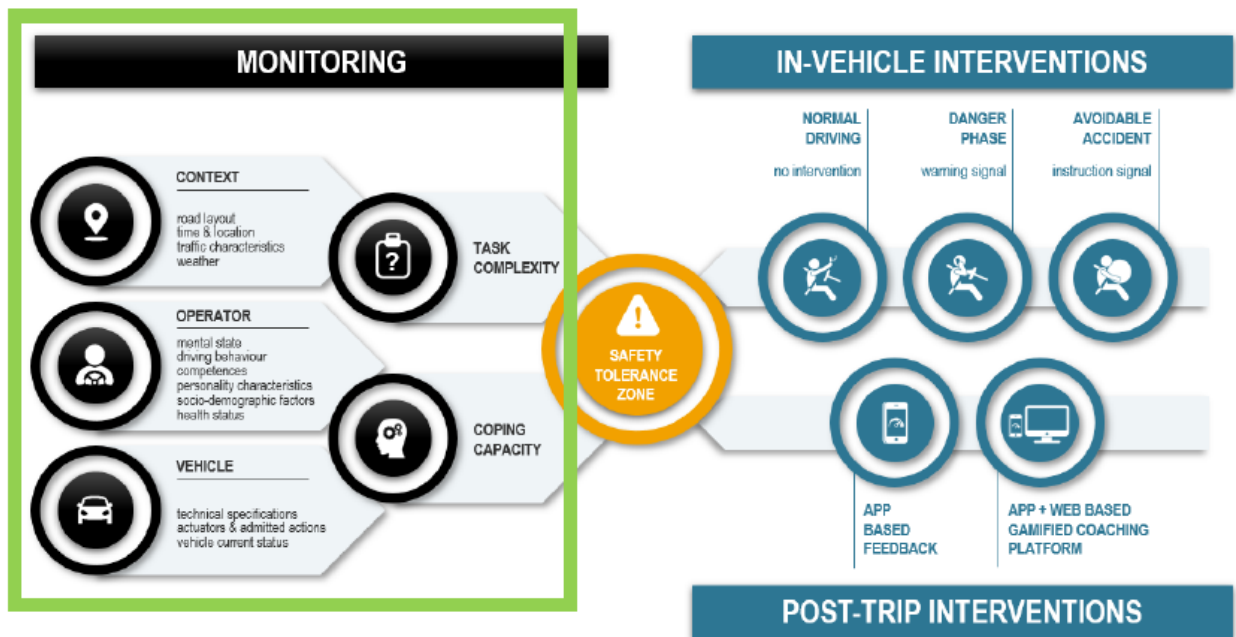 MONITORING
CONTEXT
road layout
time & location
traffic characteristics
weather
OPERATOR
mental state
driving behaviour
competences
personality characteristics
socio-demographic factors
health status
VEHICLE
technical specifications
actuators & admitted actions
vehicle current status
?
TASK
COMPLEXITY
COPING
CAPACITY
!
SAFETY
TOLERANCE
ZONE
IN-VEHICLE INTERVENTIONS
NORMAL
DRIVING
no intervention
DANGER
PHASE
warning signal
AVOIDABLE
ACCIDENT
instruction signal
APP
BASED
FEEDBACK
APP + WEB BASED
GAMIFIED COACHING
PLATFORM
POST-TRIP INTERVENTIONS